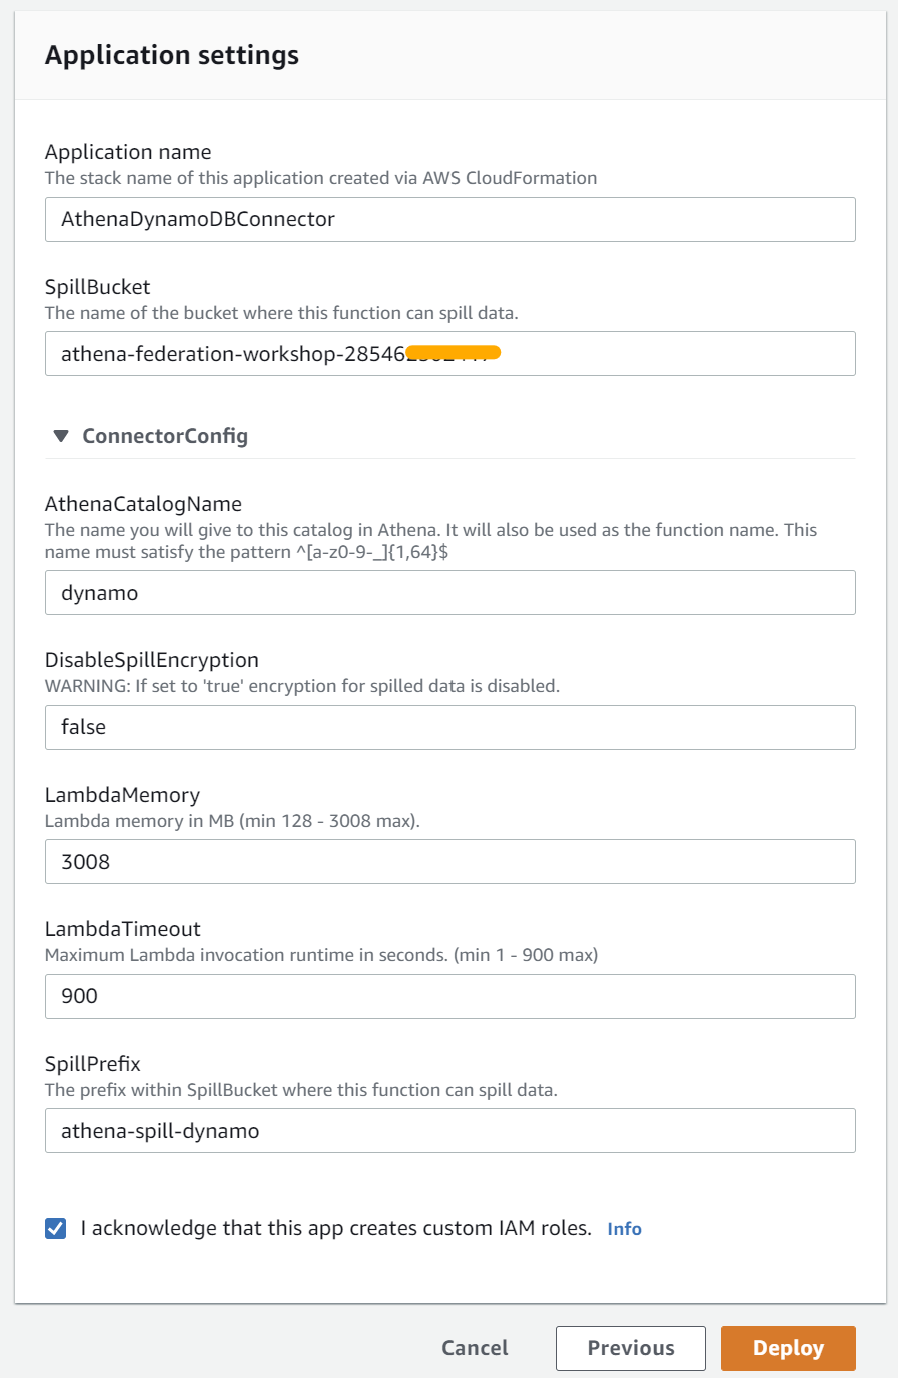 Application settings
Application name
The stack name of this application created via AWS CloudFormation
AthenaDynamoDBConnector
SpillBucket
The name of the bucket where this function can spill data.
athena-federation-workshop-28546
ConnectorConfig
AthenaCatalogName
The name you will give to this catalog in Athena. It will also be used as the function name. This
name must satisfy the pattern ^[a-z0-9-_]{1,64}$
dynamo
DisableSpillEncryption
WARNING: If set to 'true' encryption for spilled data is disabled.
false
LambdaMemory
Lambda memory in MB (min 128 - 3008 max).
3008
LambdaTimeout
Maximum Lambda invocation runtime in seconds. (min 1 - 900 max)
900
SpillPrefix
The prefix within SpillBucket where this function can spill data.
athena-spill-dynamo
I acknowledge that this app creates custom IAM roles. Info
Cancel Previous Deploy